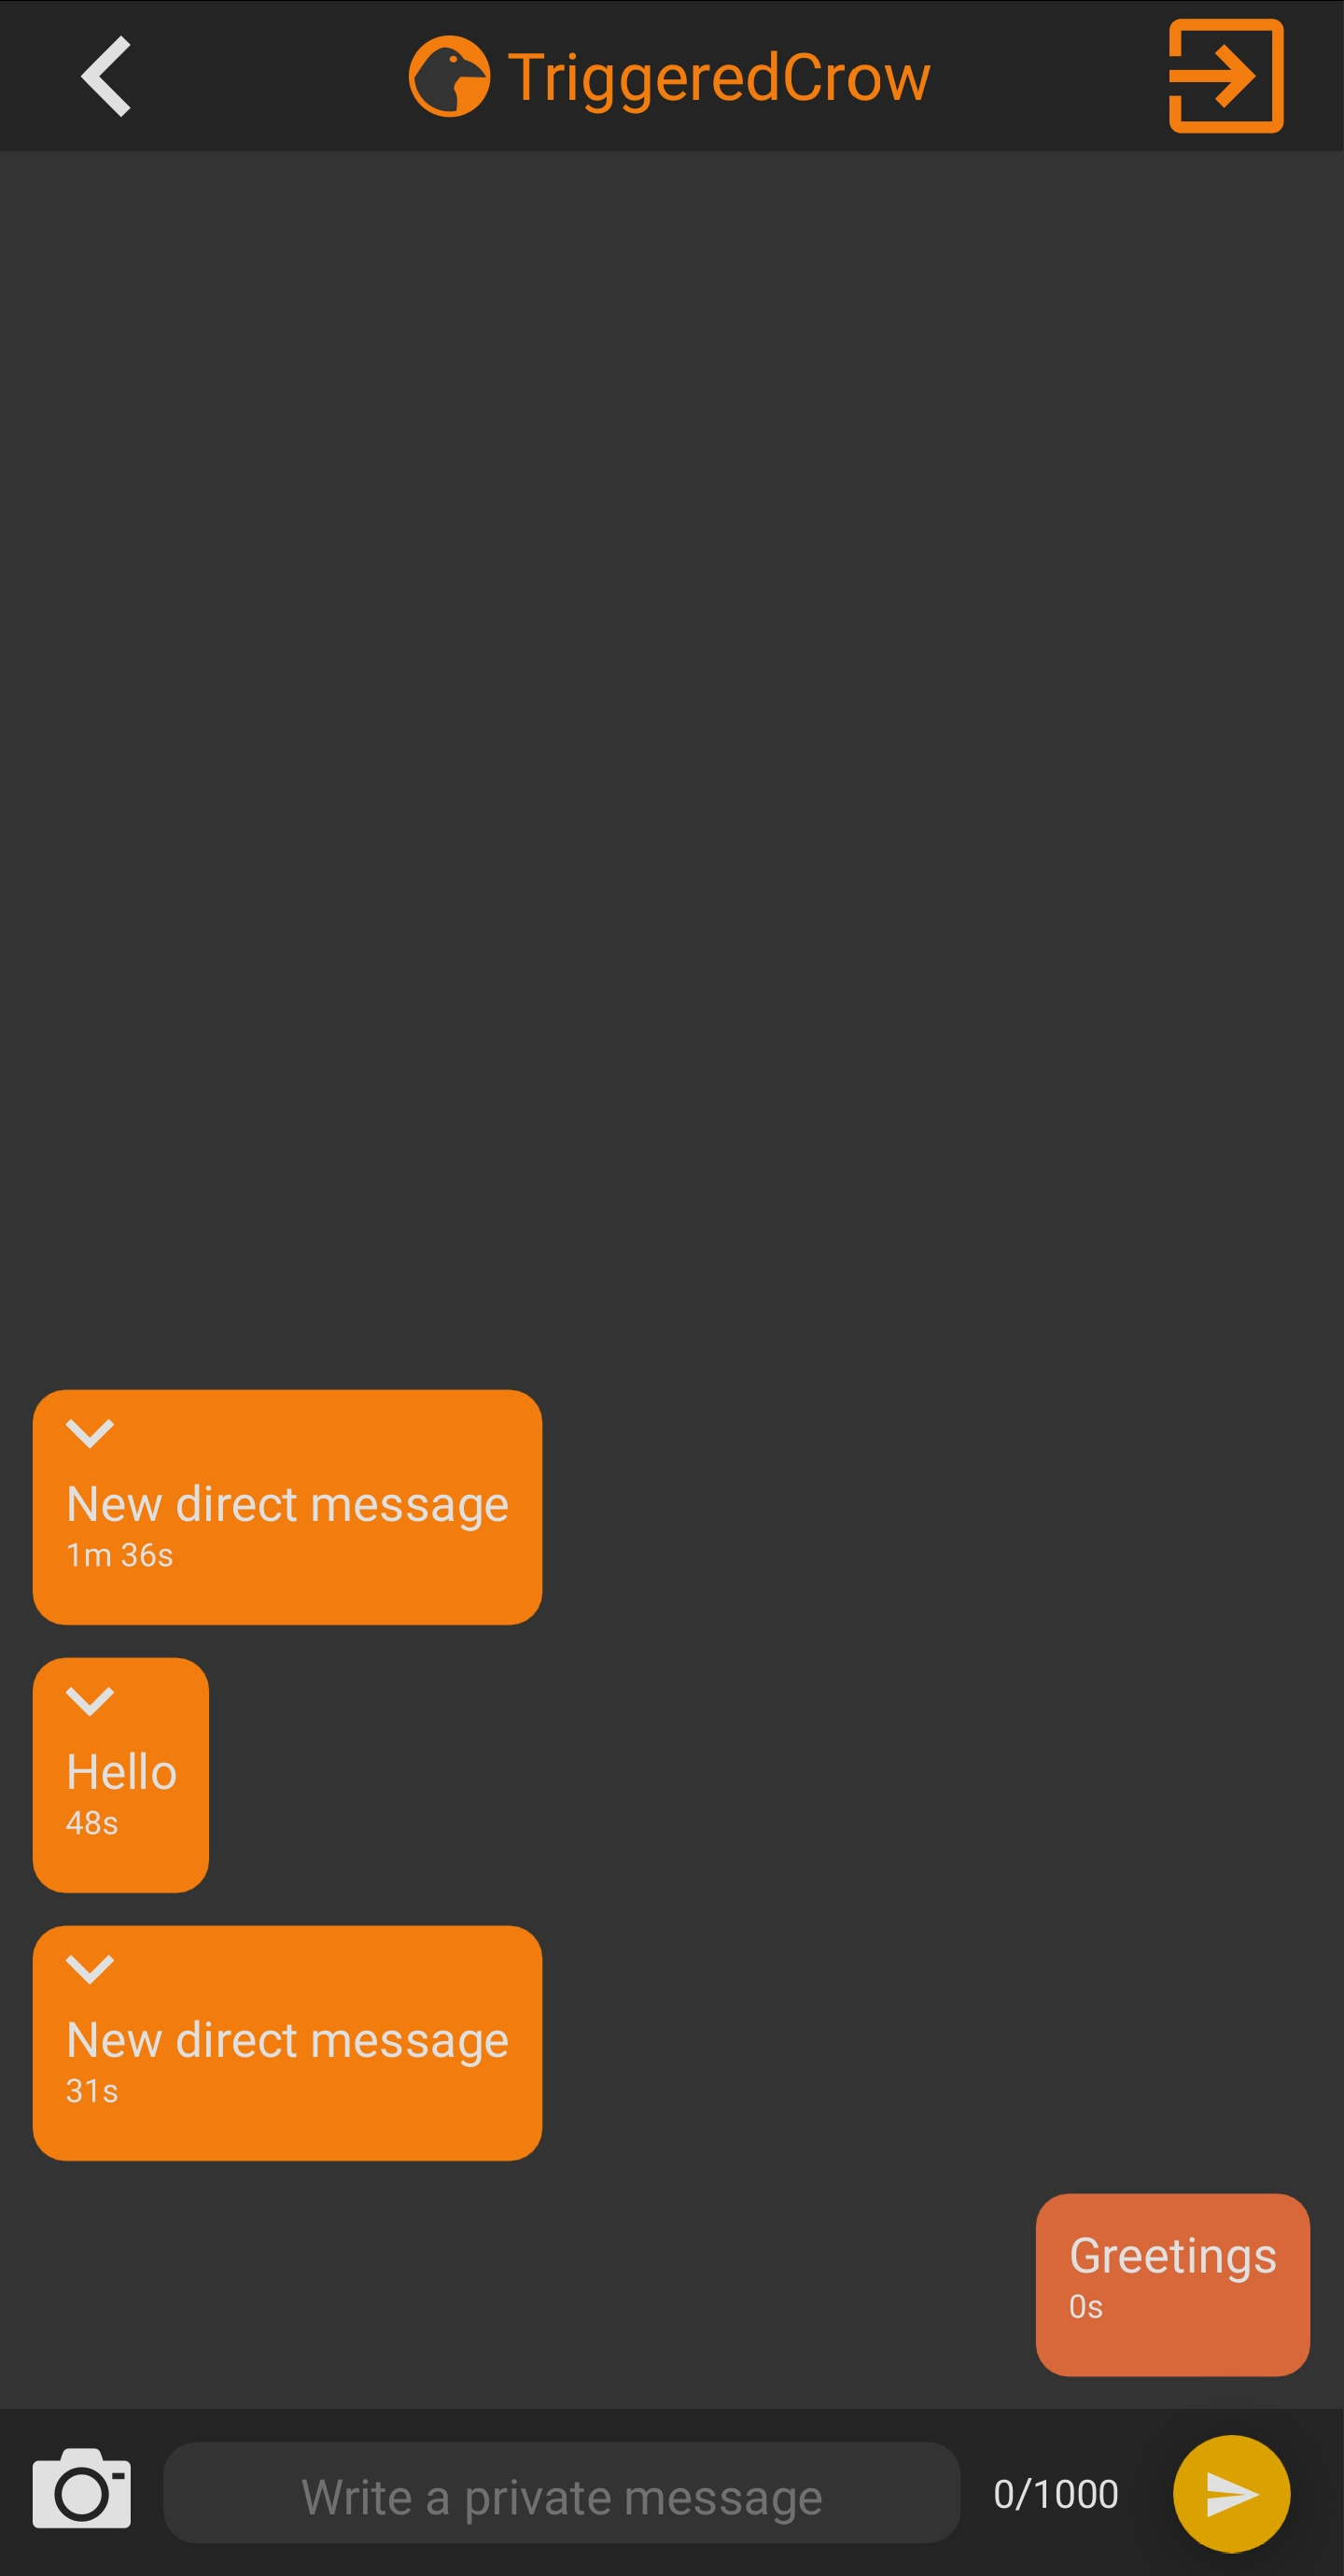 TriggeredCrow
New direct message
1m 36s
Hello
48s
New direct message
31s
Greetings
0s
Write a private message
0/1000